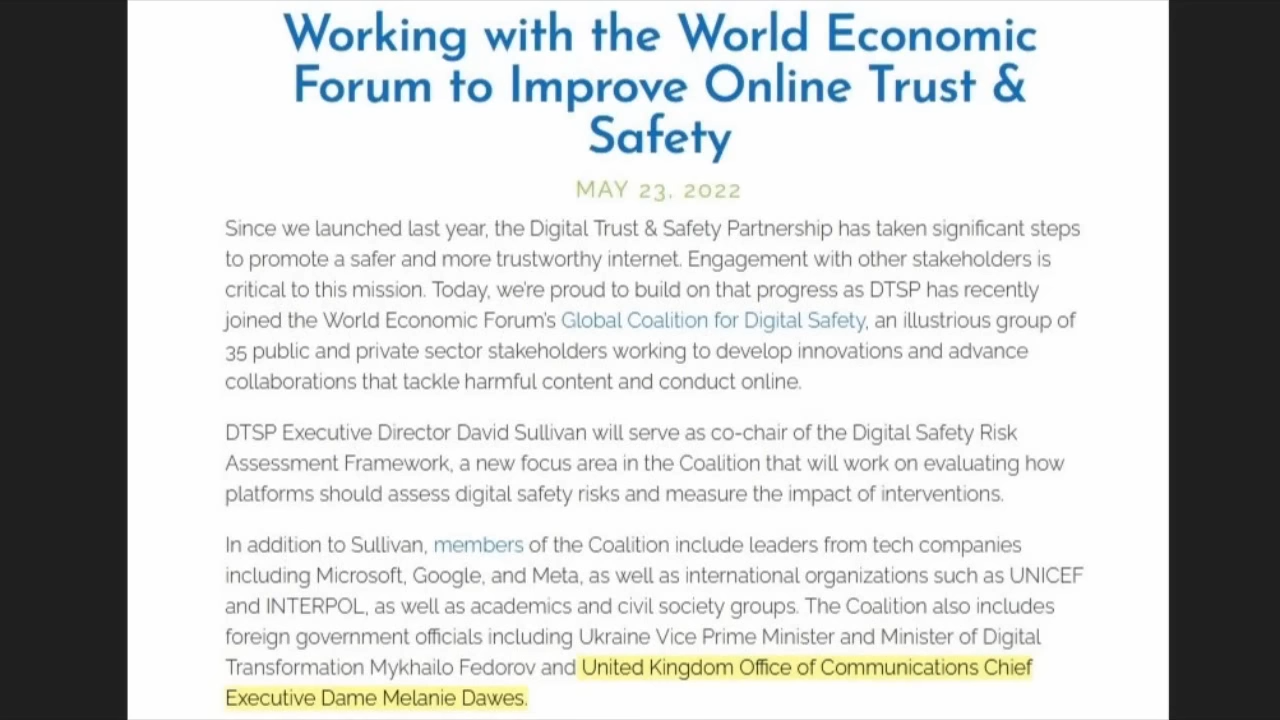 Working with the World Economic
Forum to Improve Online Trust &
Safety
MAY 23, 2022
Since we launched last year, the Digital Trust & Safety Partnership has taken significant steps
to promote a safer and more trustworthy internet. Engagement with other stakeholders is
critical to this mission. Today, we're proud to build on that progress as DTSP has recently
joined the World Economic Forum's Global Coalition for Digital Safety, an illustrious group of
35 public and private sector stakeholders working to develop innovations and advance
collaborations that tackle harmful content and conduct online.
DTSP Executive Director David Sullivan will serve as co-chair of the Digital Safety Risk
Assessment Framework, a new focus area in the Coalition that will work on evaluating how
platforms should assess digital safety risks and measure the impact of interventions.
In addition to Sullivan, members of the Coalition include leaders from tech companies
including Microsoft, Google, and Meta, as well as international organizations such as UNICEF
and INTERPOL, as well as academics and civil society groups. The Coalition also includes
foreign government officials including Ukraine Vice Prime Minister and Minister of Digital
Transformation Mykhailo Fedorov and United Kingdom Office of Communications Chief
Executive Dame Melanie Dawes.